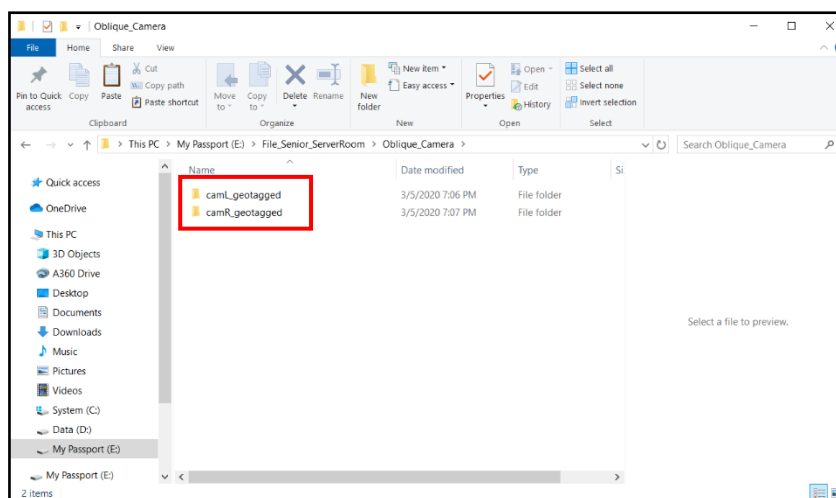 Oblique_Camera
File Home Share View
Pin to Quick access
Copy
Paste
Cut
Copy path
Paste shortcut
Clipboard
Move to
Copy to
Delete
Rename
Organize
New folder
New item
Easy access
New
Properties
Open
Edit
History
Open
Select all
Select none
Invert selection
Select
This PC > My Passport (E:) > File_Senior_ServerRoom > Oblique_Camera >
Search Oblique_Camera
Name Date modified Type Si
camL_geotagged 3/5/2020 7:06 PM File folder
camR_geotagged 3/5/2020 7:07 PM File folder
Quick access
OneDrive
This PC
3D Objects
A360 Drive
Desktop
Documents
Downloads
Music
Pictures
Videos
System (C:)
Data (D:)
My Passport (E:)
My Passport (E:)
Select a file to preview.
2 items